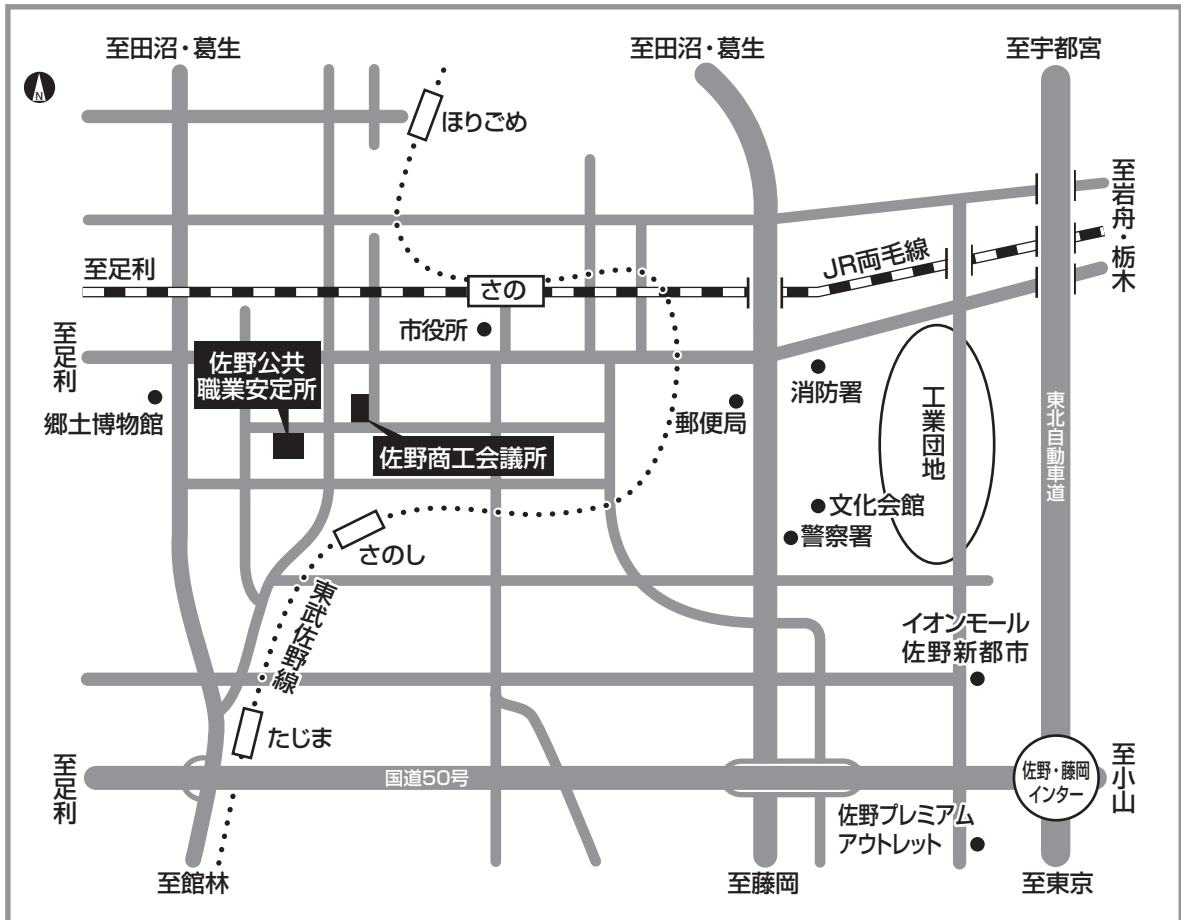 至田沼・葛生
至田沼・葛生
至宇都宮
N
ほりごめ
至岩舟・栃木
JR両毛線
至足利
さの
市役所
至足利
佐野公共
職業安定所
消防署
郷土博物館
郵便局
工業団地
東北自動車道
佐野商工会議所
文化会館
警察署
さのし
東武佐野線
イオンモール
佐野新都市
たじま
至足利
国道50号
佐野・藤岡
インター
至小山
佐野プレミアム
アウトレット
至館林
至藤岡
至東京